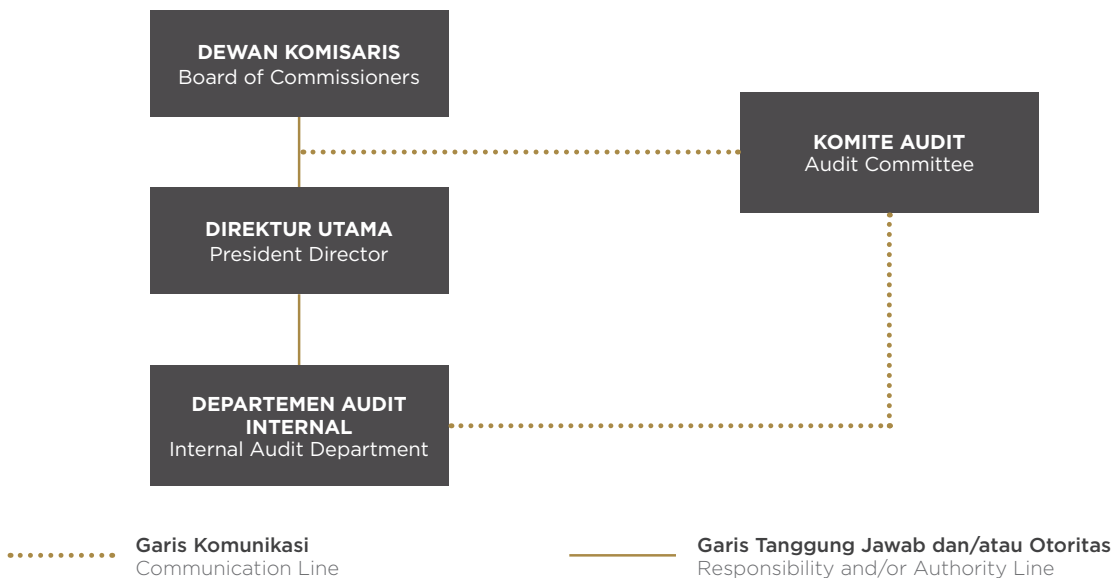 DEWAN KOMISARIS
Board of Commissioners
KOMITE AUDIT
Audit Committee
DIREKTUR UTAMA
President Director
DEPARTEMEN AUDIT
INTERNAL
Internal Audit Department
Garis Komunikasi
Communication Line
Garis Tanggung Jawab dan/atau Otoritas
Responsibility and/or Authority Line